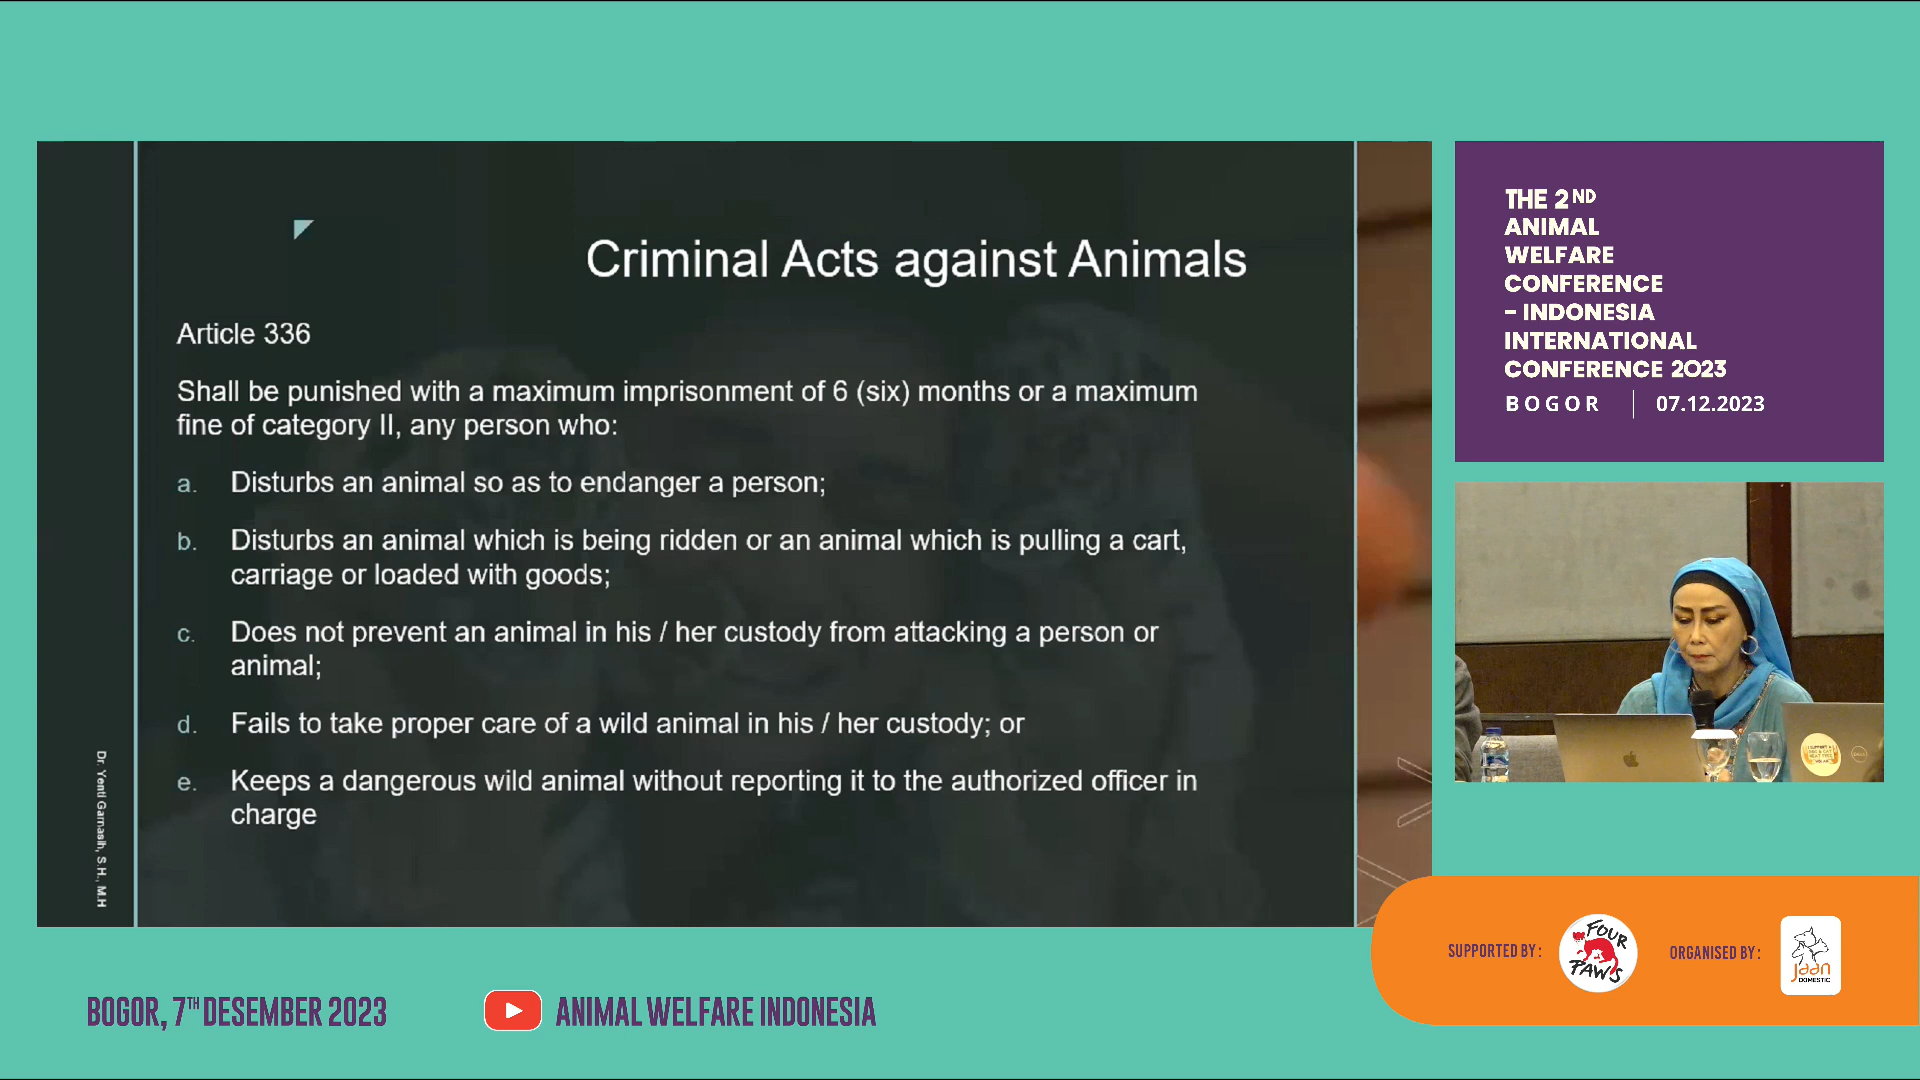 Criminal Acts against Animals
Article 336
Shall be punished with a maximum imprisonment of 6 (six) months or a maximum
fine of category II, any person who:
a. Disturbs an animal so as to endanger a person;
b. Disturbs an animal which is being ridden or an animal which is pulling a cart,
carriage or loaded with goods;
c. Does not prevent an animal in his / her custody from attacking a person or
animal;
d. Fails to take proper care of a wild animal in his / her custody; or
e. Keeps a dangerous wild animal without reporting it to the authorized officer in
charge
Dr. Yenti Garnasih, S.H., M.H
THE 2ND
ANIMAL
WELFARE
CONFERENCE
- INDONESIA
INTERNATIONAL
CONFERENCE 2023
BOGOR | 07.12.2023
SUPPORTED BY :
FOUR
PAWS
ORGANISED BY :
jaan
DOMESTIC
BOGOR, 7TH DESEMBER 2023
ANIMAL WELFARE INDONESIA